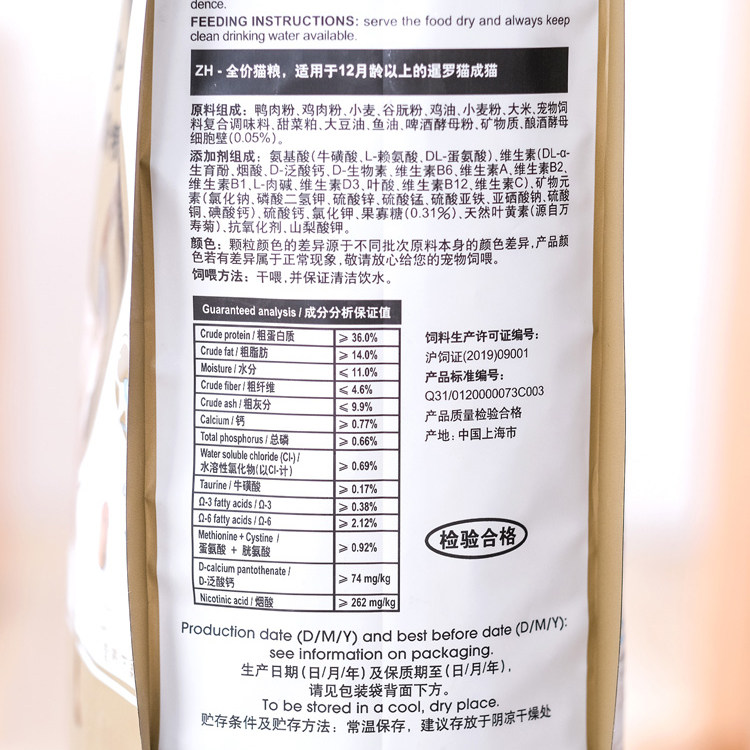 dence.
FEEDING INSTRUCTIONS: serve the food dry and always keep
clean drinking water available.
ZH - 全价猫粮，适用于12月龄以上的暹罗猫成猫
原料组成：鸭肉粉、鸡肉粉、小麦、谷朊粉、鸡油、小麦粉、大米、宠物饲
料复合调味料、甜菜粕、大豆油、鱼油、啤酒酵母粉、矿物质、酿酒酵母
细胞壁(0.05%)。
添加剂组成：氨基酸(牛磺酸、L-赖氨酸、DL-蛋氨酸)、维生素(DL-α-
生育酚、烟酸、D-泛酸钙、D-生物素、维生素B6、维生素A、维生素B2、
维生素B1、L-肉碱、维生素D3、叶酸、维生素B12、维生素C)、矿物元
素(氯化钠、磷酸二氢钾、硫酸锌、硫酸锰、硫酸亚铁、亚硒酸钠、硫酸
铜、碘酸钙)、硫酸钙、氯化钾、果寡糖(0.31%)、天然叶黄素(源自万
寿菊)、抗氧化剂、山梨酸钾。
颜色：颗粒颜色的差异源于不同批次原料本身的颜色差异，产品颜
色若有差异属于正常现象，敬请放心给您的宠物饲喂。
饲喂方法：干喂，并保证清洁饮水。
Guaranteed analysis / 成分分析保证值
Crude protein / 粗蛋白质 ⩾ 36.0%
Crude fat / 粗脂肪 ⩾ 14.0%
Moisture / 水分 ⩽ 11.0%
Crude fiber / 粗纤维 ⩽ 4.6%
Crude ash / 粗灰分 ⩽ 9.9%
Calcium / 钙 ⩾ 0.77%
Total phosphorus / 总磷 ⩾ 0.66%
Water soluble chloride (Cl-) /
水溶性氯化物(以Cl-计) ⩾ 0.69%
Taurine / 牛磺酸 ⩾ 0.17%
Ω-3 fatty acids / Ω-3 ⩾ 0.38%
Ω-6 fatty acids / Ω-6 ⩾ 2.12%
Methionine + Cystine /
蛋氨酸 + 胱氨酸 ⩾ 0.92%
D-calcium pantothenate /
D-泛酸钙 ⩾ 74 mg/kg
Nicotinic acid / 烟酸 ⩾ 262 mg/kg
饲料生产许可证编号：
沪饲证(2019)09001
产品标准编号：
Q31/0120000073C003
产品质量检验合格
产地：中国上海市
检验合格
Production date (D/M/Y) and best before date (D/M/Y):
see information on packaging.
生产日期(日/月/年) 及保质期至(日/月/年)，
请见包装袋背面下方。
To be stored in a cool, dry place.
贮存条件及贮存方法：常温保存，建议存放于阴凉干燥处